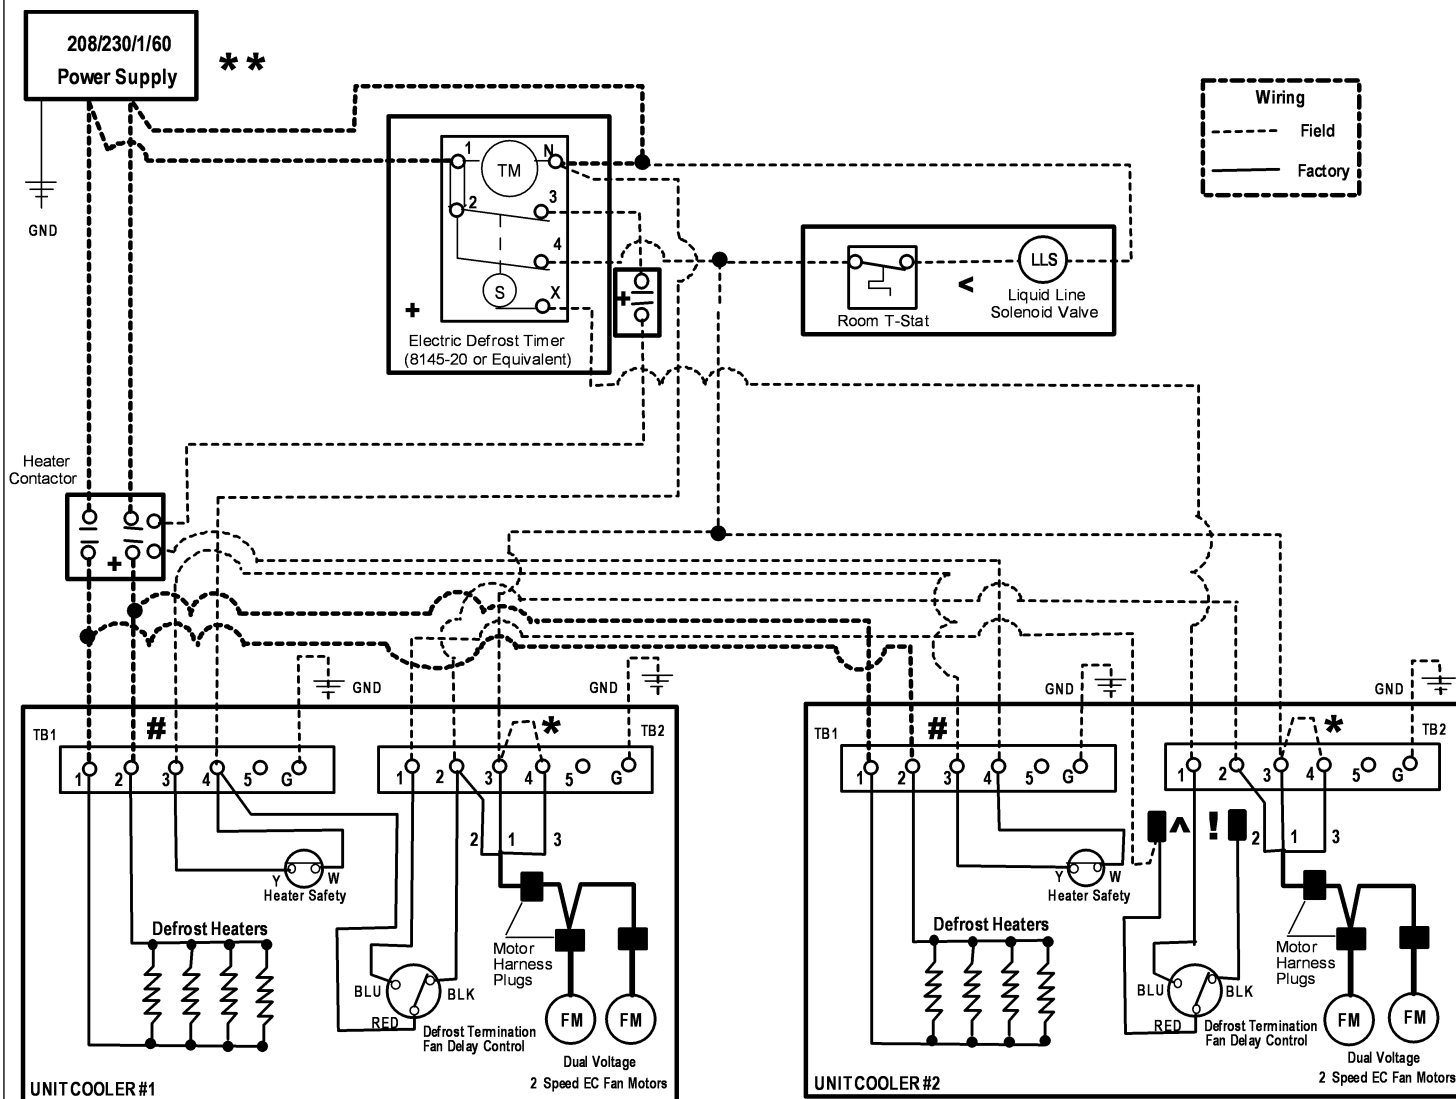 208/230/1/60
Power Supply
**
GND
Wiring
Field
Factory
1
TM
N
2
3
4
S
X
+
Electric Defrost Timer
(8145-20 or Equivalent)
+
Room T-Stat
<
LLS
Liquid Line
Solenoid Valve
Heater
Contactor
+
GND
GND
GND
GND
TB1
#
*
TB2
1
2
3
4
5
G
1
2
3
4
5
G
Y
W
Heater Safety
2
1
3
Defrost Heaters
Motor
Harness
Plugs
BLU
BLK
RED
Defrost Termination
Fan Delay Control
FM
FM
Dual Voltage
2 Speed EC Fan Motors
UNIT COOLER #1
TB1
#
*
TB2
1
2
3
4
5
G
1
2
3
4
5
G
^
!
Y
W
Heater Safety
2
1
3
Defrost Heaters
Motor
Harness
Plugs
BLU
BLK
RED
Defrost Termination
Fan Delay Control
FM
FM
Dual Voltage
2 Speed EC Fan Motors
UNIT COOLER #2